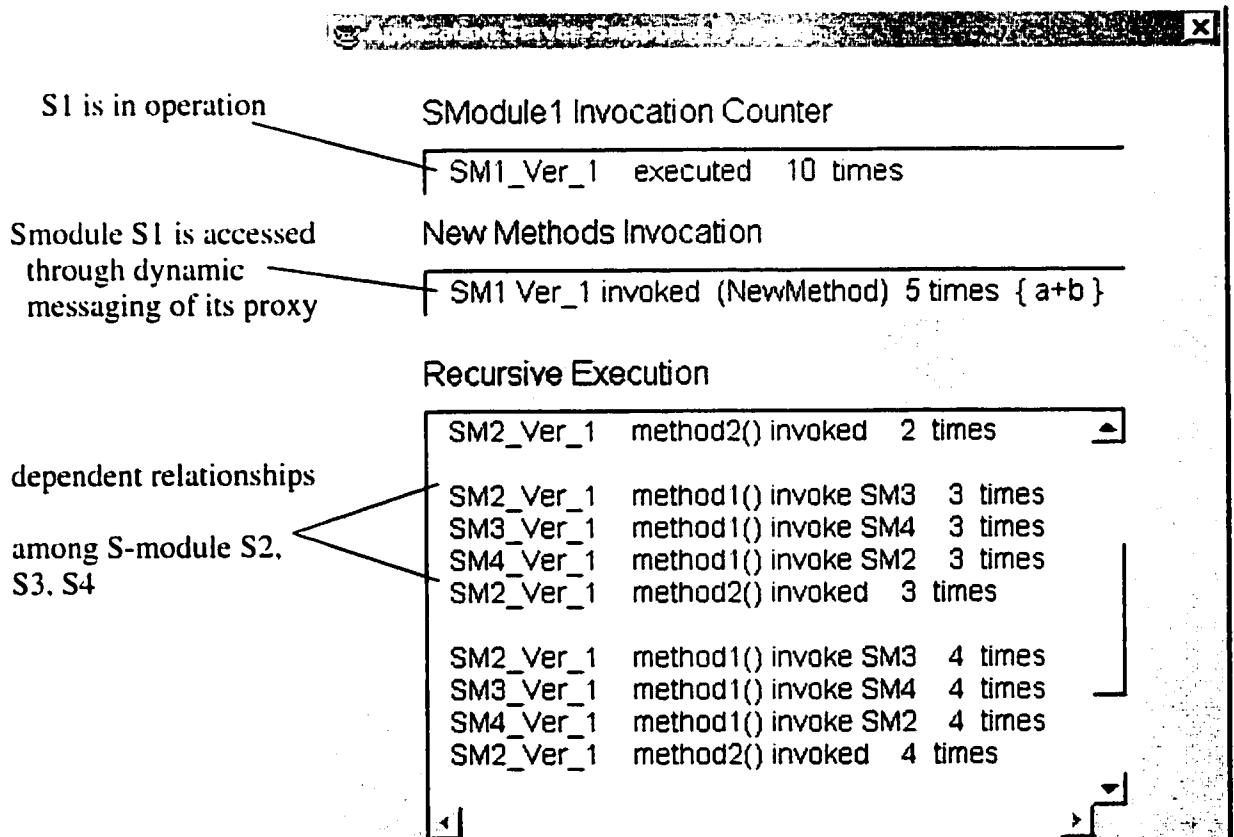 Application Server
S1 is in operation
SModule1 Invocation Counter
SM1_Ver_1 executed 10 times
Smodule S1 is accessed
through dynamic
messaging of its proxy
New Methods Invocation
SM1 Ver_1 invoked (NewMethod) 5 times { a+b }
Recursive Execution
SM2_Ver_1 method2() invoked 2 times
dependent relationships
among S-module S2,
S3, S4
SM2_Ver_1 method1() invoke SM3 3 times
SM3_Ver_1 method1() invoke SM4 3 times
SM4_Ver_1 method1() invoke SM2 3 times
SM2_Ver_1 method2() invoked 3 times
SM2_Ver_1 method1() invoke SM3 4 times
SM3_Ver_1 method1() invoke SM4 4 times
SM4_Ver_1 method1() invoke SM2 4 times
SM2_Ver_1 method2() invoked 4 times